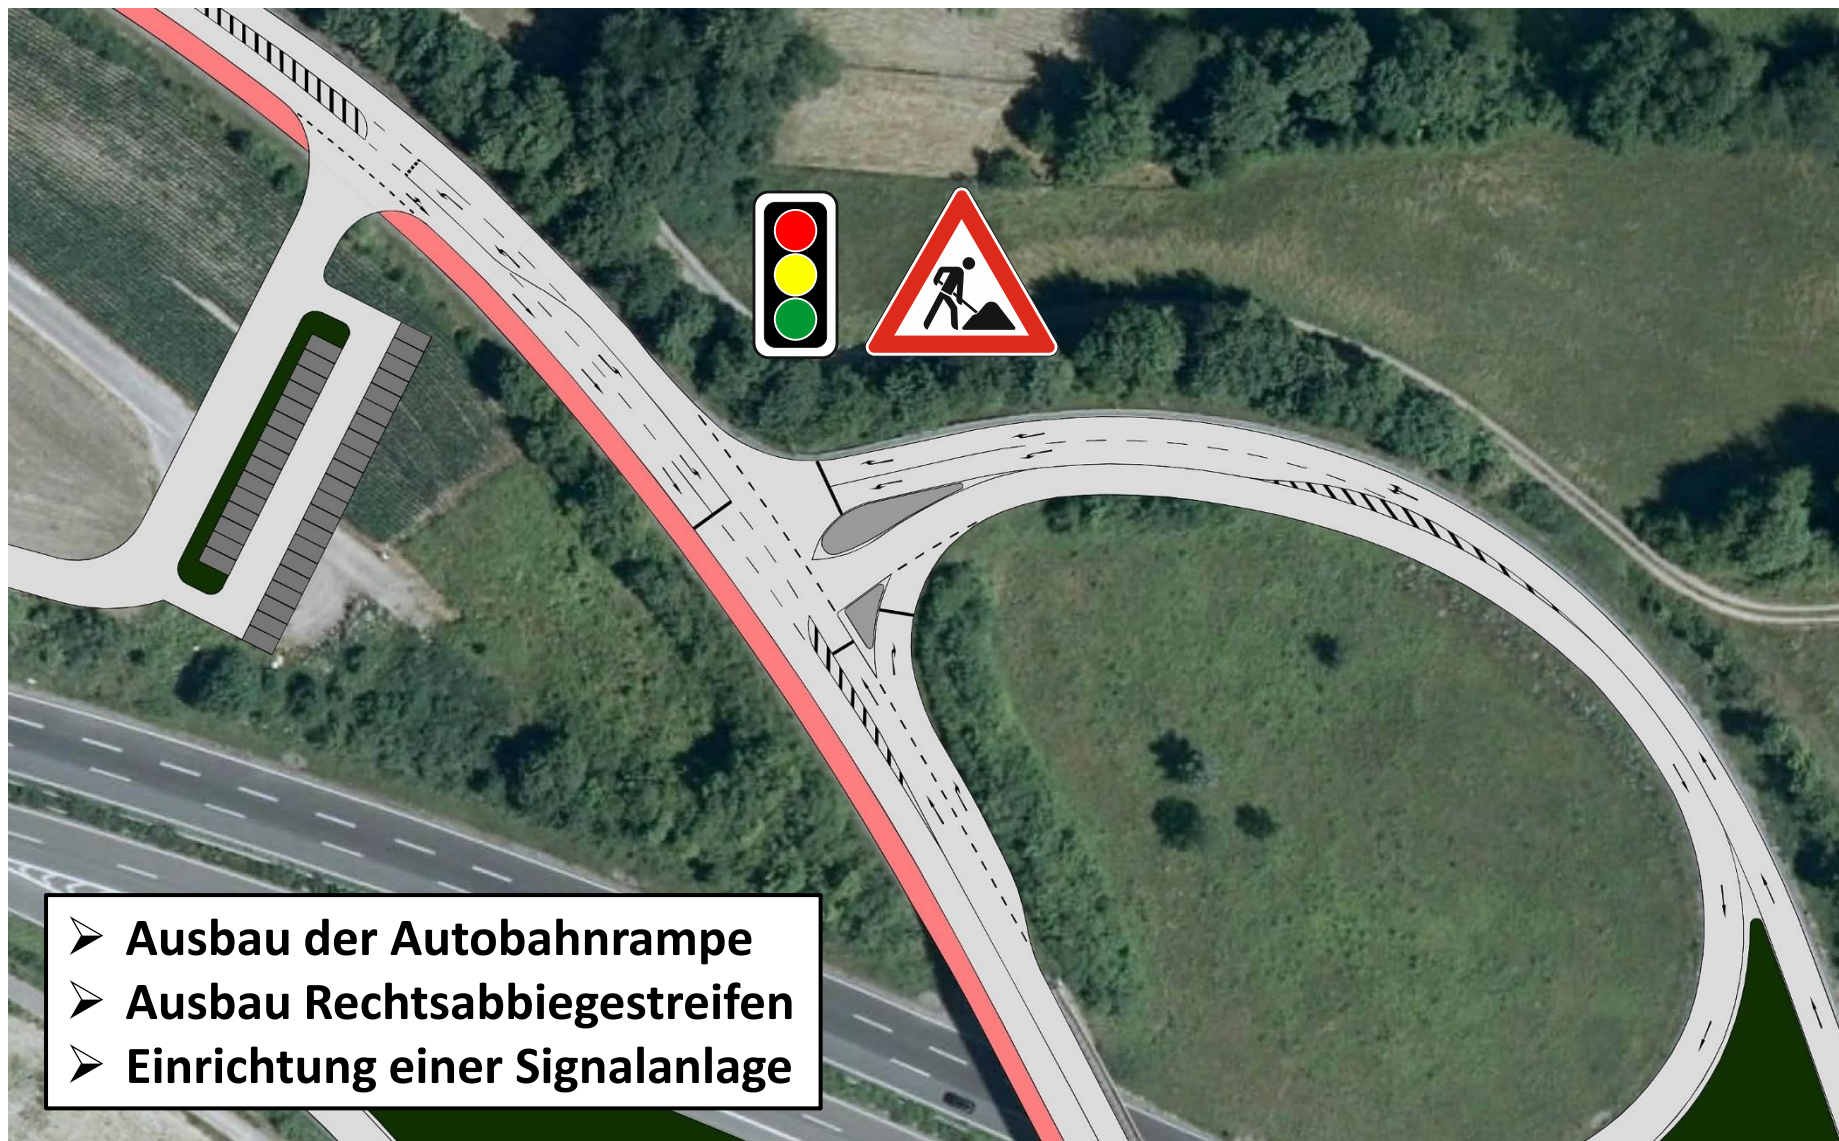 Ausbau der Autobahnrampe
Ausbau Rechtsabbiegestreifen
Einrichtung einer Signalanlage